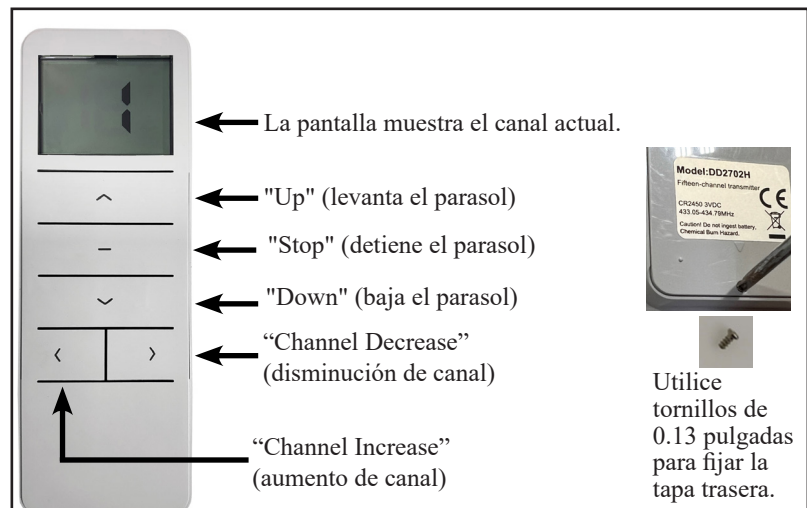 1
La pantalla muestra el canal actual.
"Up" (levanta el parasol)
"Stop" (detiene el parasol)
"Down" (baja el parasol)
“Channel Decrease”
(disminución de canal)
“Channel Increase”
(aumento de canal)
Model:DD2702H
Fifteen-channel transmitter
CE
CR2450 3VDC
433.05-434.79MHz
Caution! Do not ingest battery,
Chemical Burn Hazard.
Utilice
tornillos de
0.13 pulgadas
para fijar la
tapa trasera.